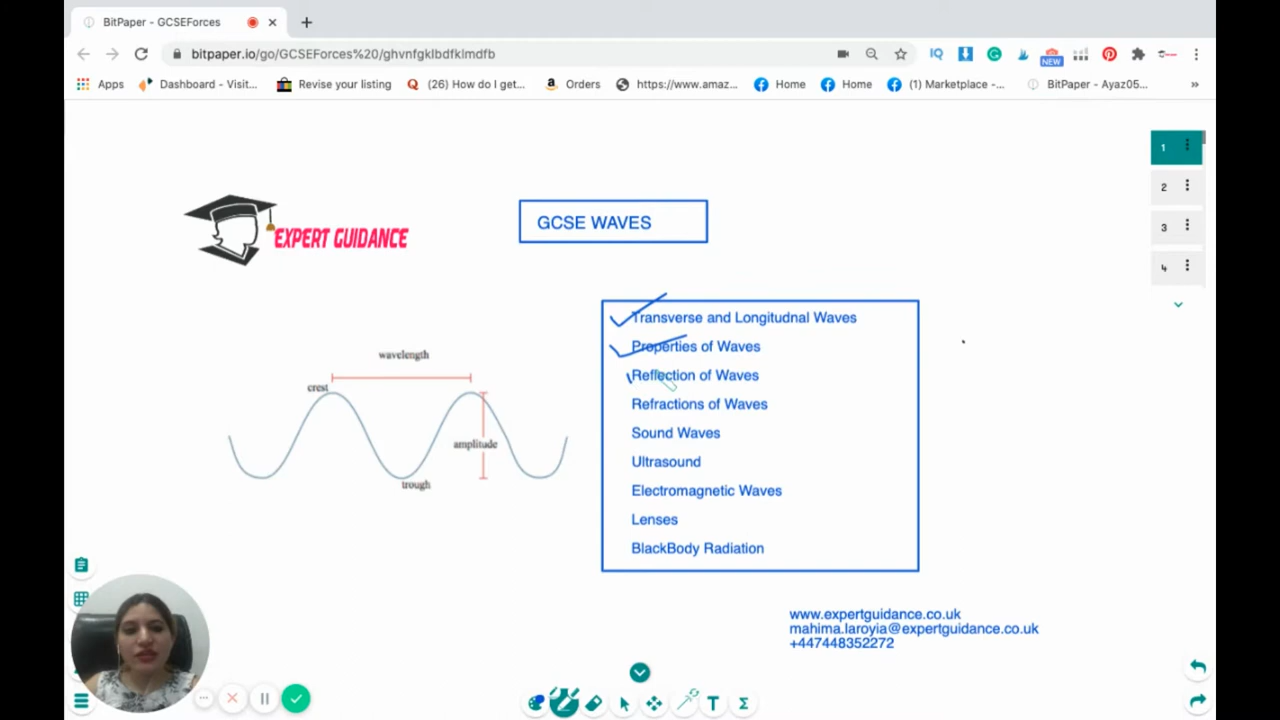 BitPaper - GCSEForces
bitpaper.io/go/GCSEForces%20/ghvnfgklbdfklmdfb
IQ
NEW
Apps
Dashboard - Visit...
Revise your listing
(26) How do I get...
Orders
https://www.amaz...
Home
Home
(1) Marketplace -...
BitPaper - Ayaz05...
»
1
2
3
4
EXPERT GUIDANCE
GCSE WAVES
wavelength
crest
amplitude
trough
Transverse and Longitudnal Waves
Properties of Waves
Reflection of Waves
Refractions of Waves
Sound Waves
Ultrasound
Electromagnetic Waves
Lenses
BlackBody Radiation
www.expertguidance.co.uk
mahima.laroyia@expertguidance.co.uk
+447448352272
T
Σ